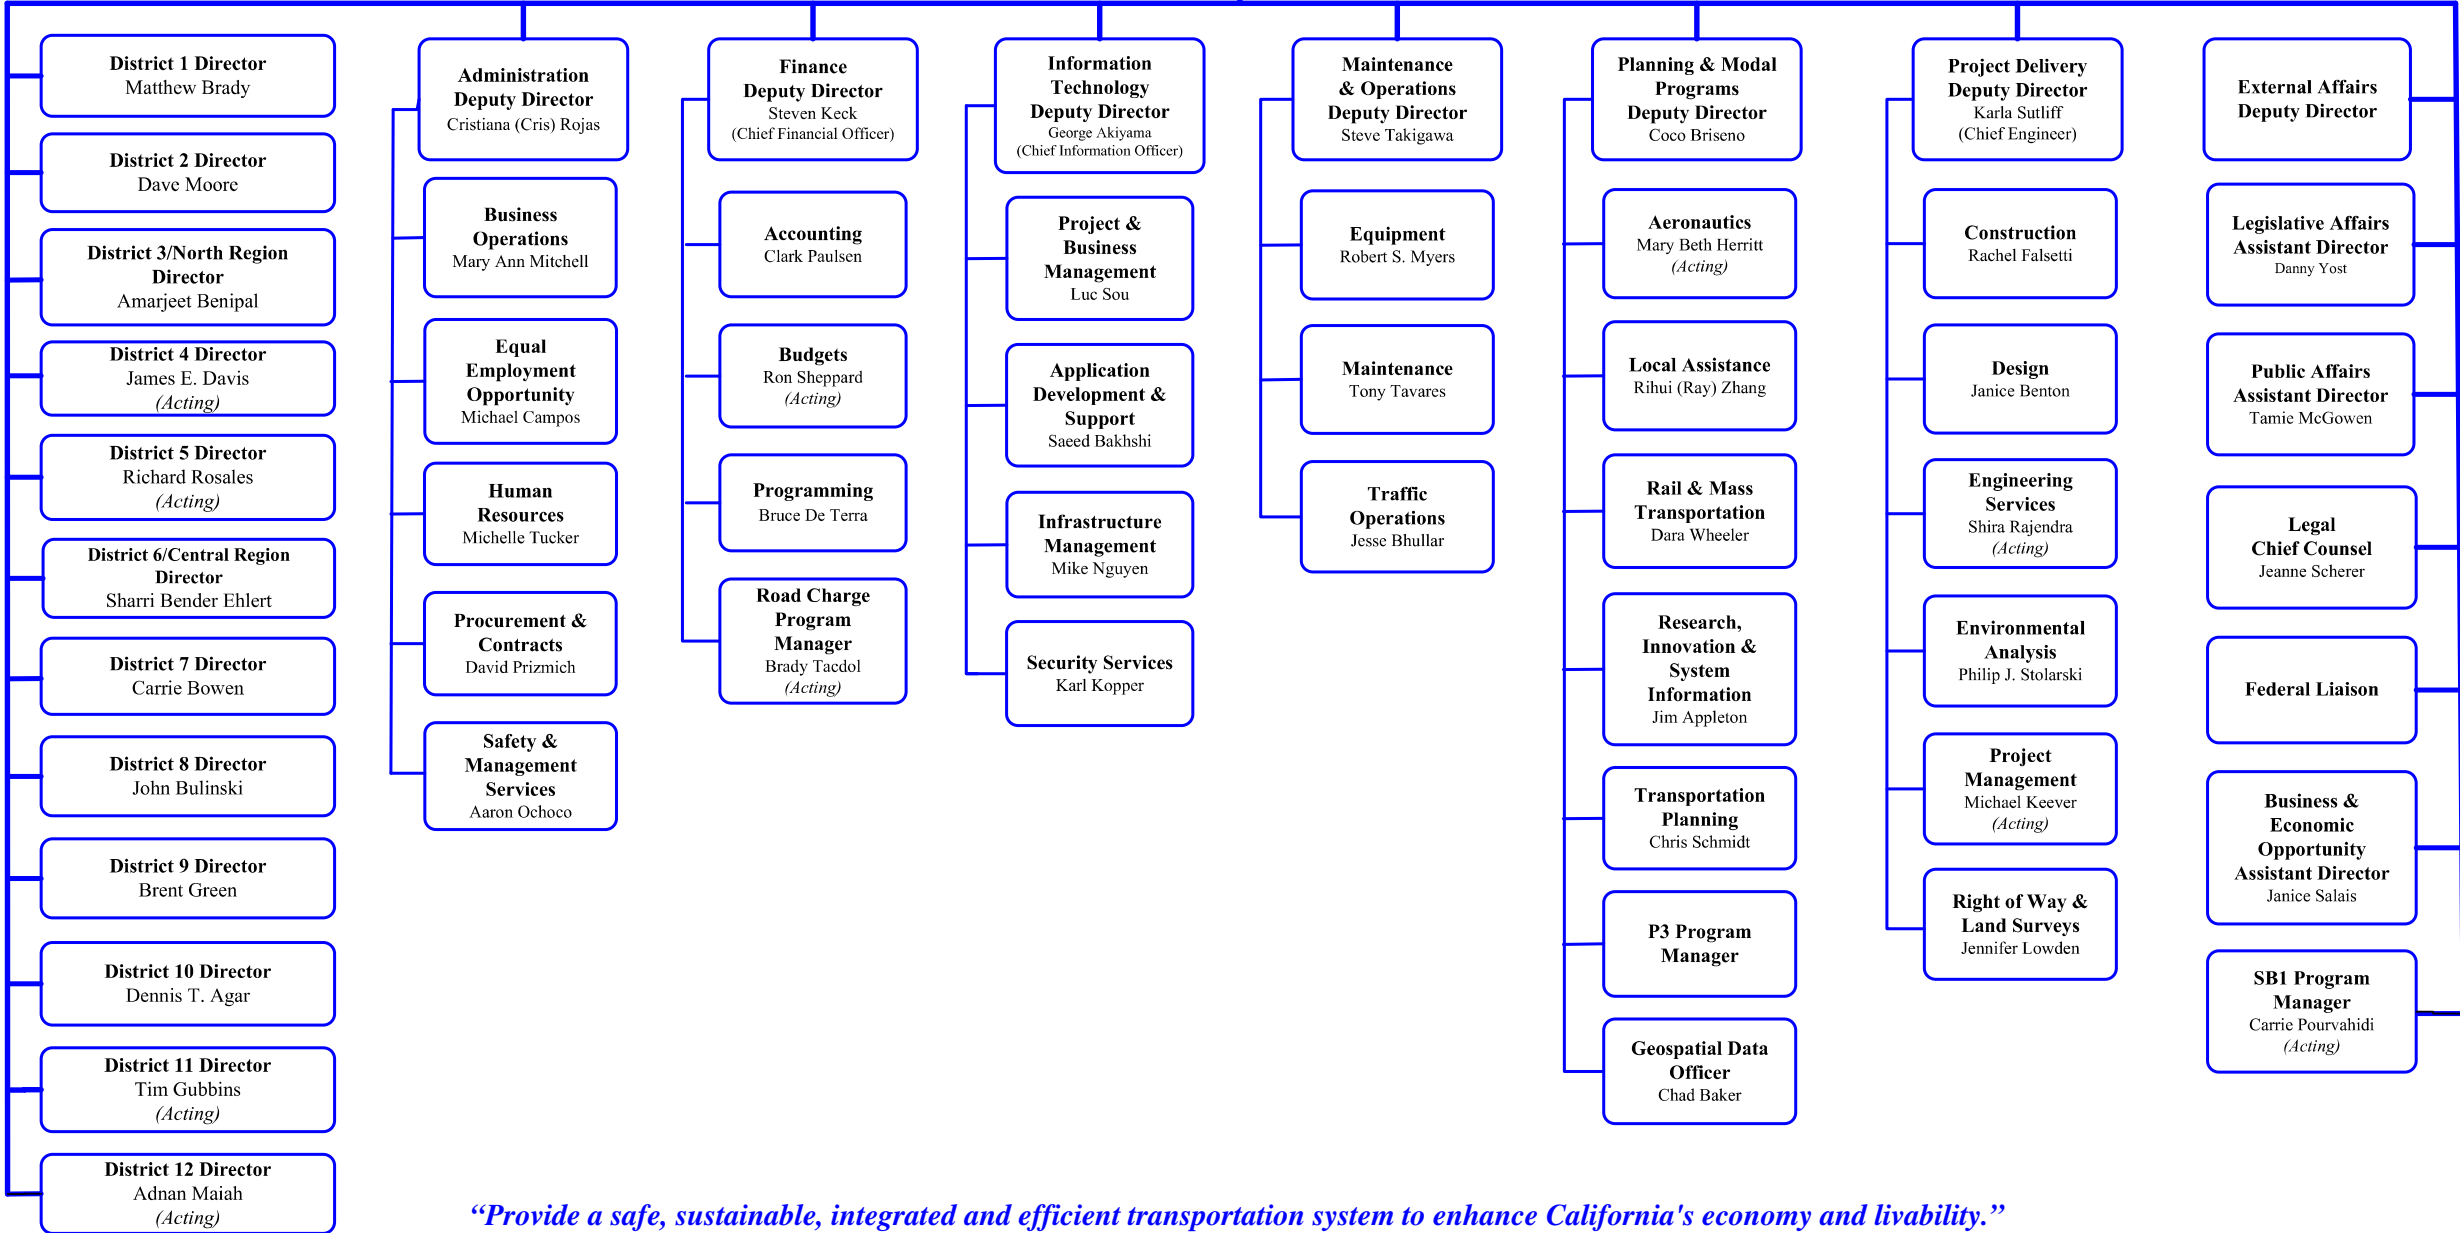 District 1 Director
Matthew Brady
District 2 Director
Dave Moore
District 3/North Region
Director
Amarjeet Benipal
District 4 Director
James E. Davis
(Acting)
District 5 Director
Richard Rosales
(Acting)
District 6/Central Region
Director
Sharri Bender Ehlert
District 7 Director
Carrie Bowen
District 8 Director
John Bulinski
District 9 Director
Brent Green
District 10 Director
Dennis T. Agar
District 11 Director
Tim Gubbins
(Acting)
District 12 Director
Adnan Maiah
(Acting)
Administration
Deputy Director
Cristiana (Cris) Rojas
Business
Operations
Mary Ann Mitchell
Equal
Employment
Opportunity
Michael Campos
Human
Resources
Michelle Tucker
Procurement &
Contracts
David Prizmich
Safety &
Management
Services
Aaron Ochoco
Finance
Deputy Director
Steven Keck
(Chief Financial Officer)
Accounting
Clark Paulsen
Budgets
Ron Sheppard
(Acting)
Programming
Bruce De Terra
Road Charge
Program
Manager
Brady Tacdol
(Acting)
Information
Technology
Deputy Director
George Akiyama
(Chief Information Officer)
Project &
Business
Management
Luc Sou
Application
Development &
Support
Saeed Bakhshi
Infrastructure
Management
Mike Nguyen
Security Services
Karl Kopper
Maintenance
& Operations
Deputy Director
Steve Takigawa
Equipment
Robert S. Myers
Maintenance
Tony Tavares
Traffic
Operations
Jesse Bhullar
Planning & Modal
Programs
Deputy Director
Coco Briseno
Aeronautics
Mary Beth Herritt
(Acting)
Local Assistance
Rihui (Ray) Zhang
Rail & Mass
Transportation
Dara Wheeler
Research,
Innovation &
System
Information
Jim Appleton
Transportation
Planning
Chris Schmidt
P3 Program
Manager
Geospatial Data
Officer
Chad Baker
Project Delivery
Deputy Director
Karla Sutliff
(Chief Engineer)
Construction
Rachel Falsetti
Design
Janice Benton
Engineering
Services
Shira Rajendra
(Acting)
Environmental
Analysis
Philip J. Stolarski
Project
Management
Michael Keever
(Acting)
Right of Way &
Land Surveys
Jennifer Lowden
External Affairs
Deputy Director
Legislative Affairs
Assistant Director
Danny Yost
Public Affairs
Assistant Director
Tamie McGowen
Legal
Chief Counsel
Jeanne Scherer
Federal Liaison
Business &
Economic
Opportunity
Assistant Director
Janice Salais
SB1 Program
Manager
Carrie Pourvahidi
(Acting)
“Provide a safe, sustainable, integrated and efficient transportation system to enhance California's economy and livability.”